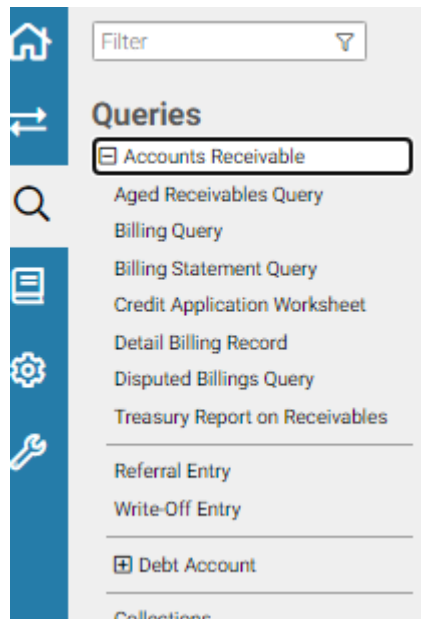 Filter
Queries
Accounts Receivable
Aged Receivables Query
Billing Query
Billing Statement Query
Credit Application Worksheet
Detail Billing Record
Disputed Billings Query
Treasury Report on Receivables
Referral Entry
Write-Off Entry
Debt Account
Collections